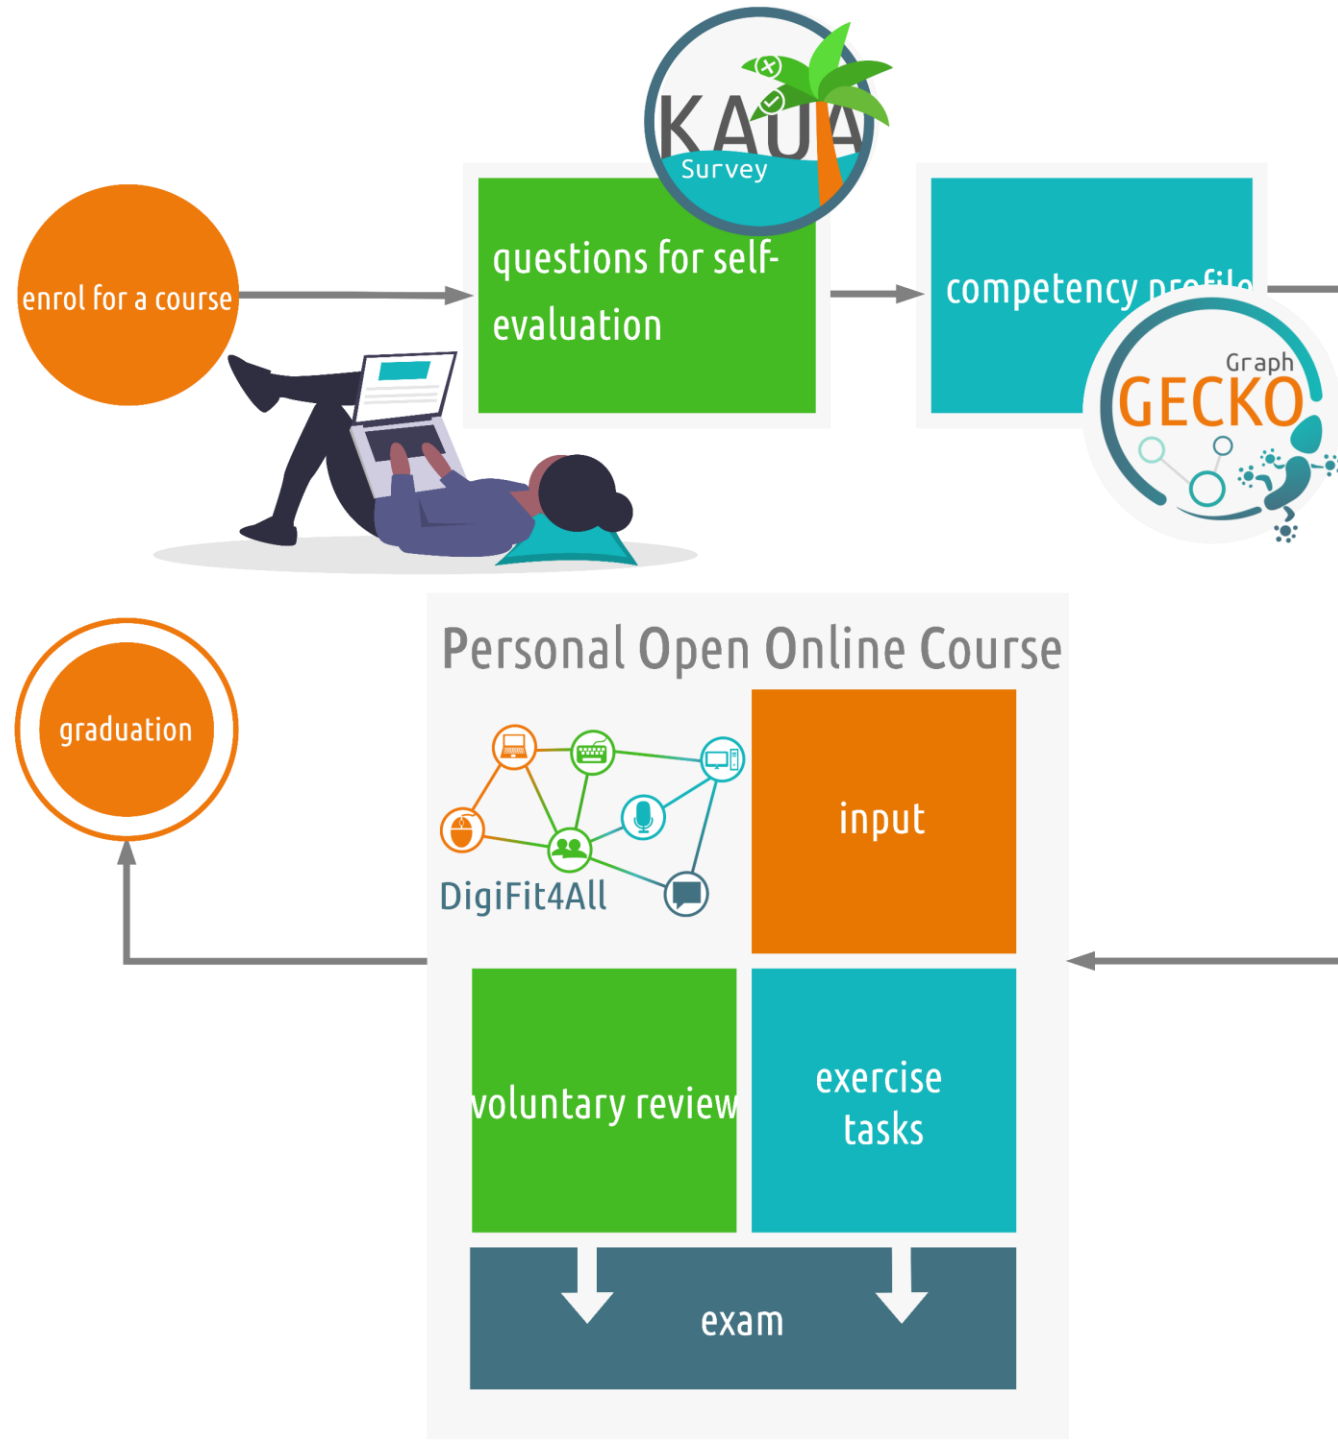 KAUA
Survey
enrol for a course
questions for self-
evaluation
competency profile
Graph
GECKO
Personal Open Online Course
graduation
input
DigiFit4All
voluntary review
exercise
tasks
exam